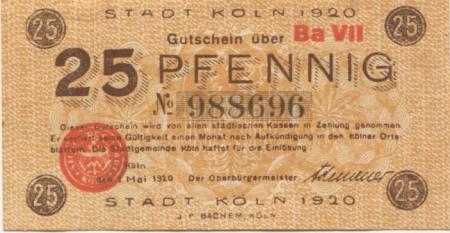 STADT KÖLN 1920
25
25
Gutschein über Ba VII
25 PFENNIG
№ 988696
Dieser Gutschein wird von allen städtischen Kassen in Zahlung genommen
Er verliert seine Gültigkeit einen Monat nach Aufkündigung in den Kölner Orts-
blättern. Die Stadtgemeinde Köln haftet für die Einlösung
Köln
den 1 Mai 1920 Der Oberbürgermeister
25
25
STADT KÖLN 1920
J. P. BACHEM, KÖLN